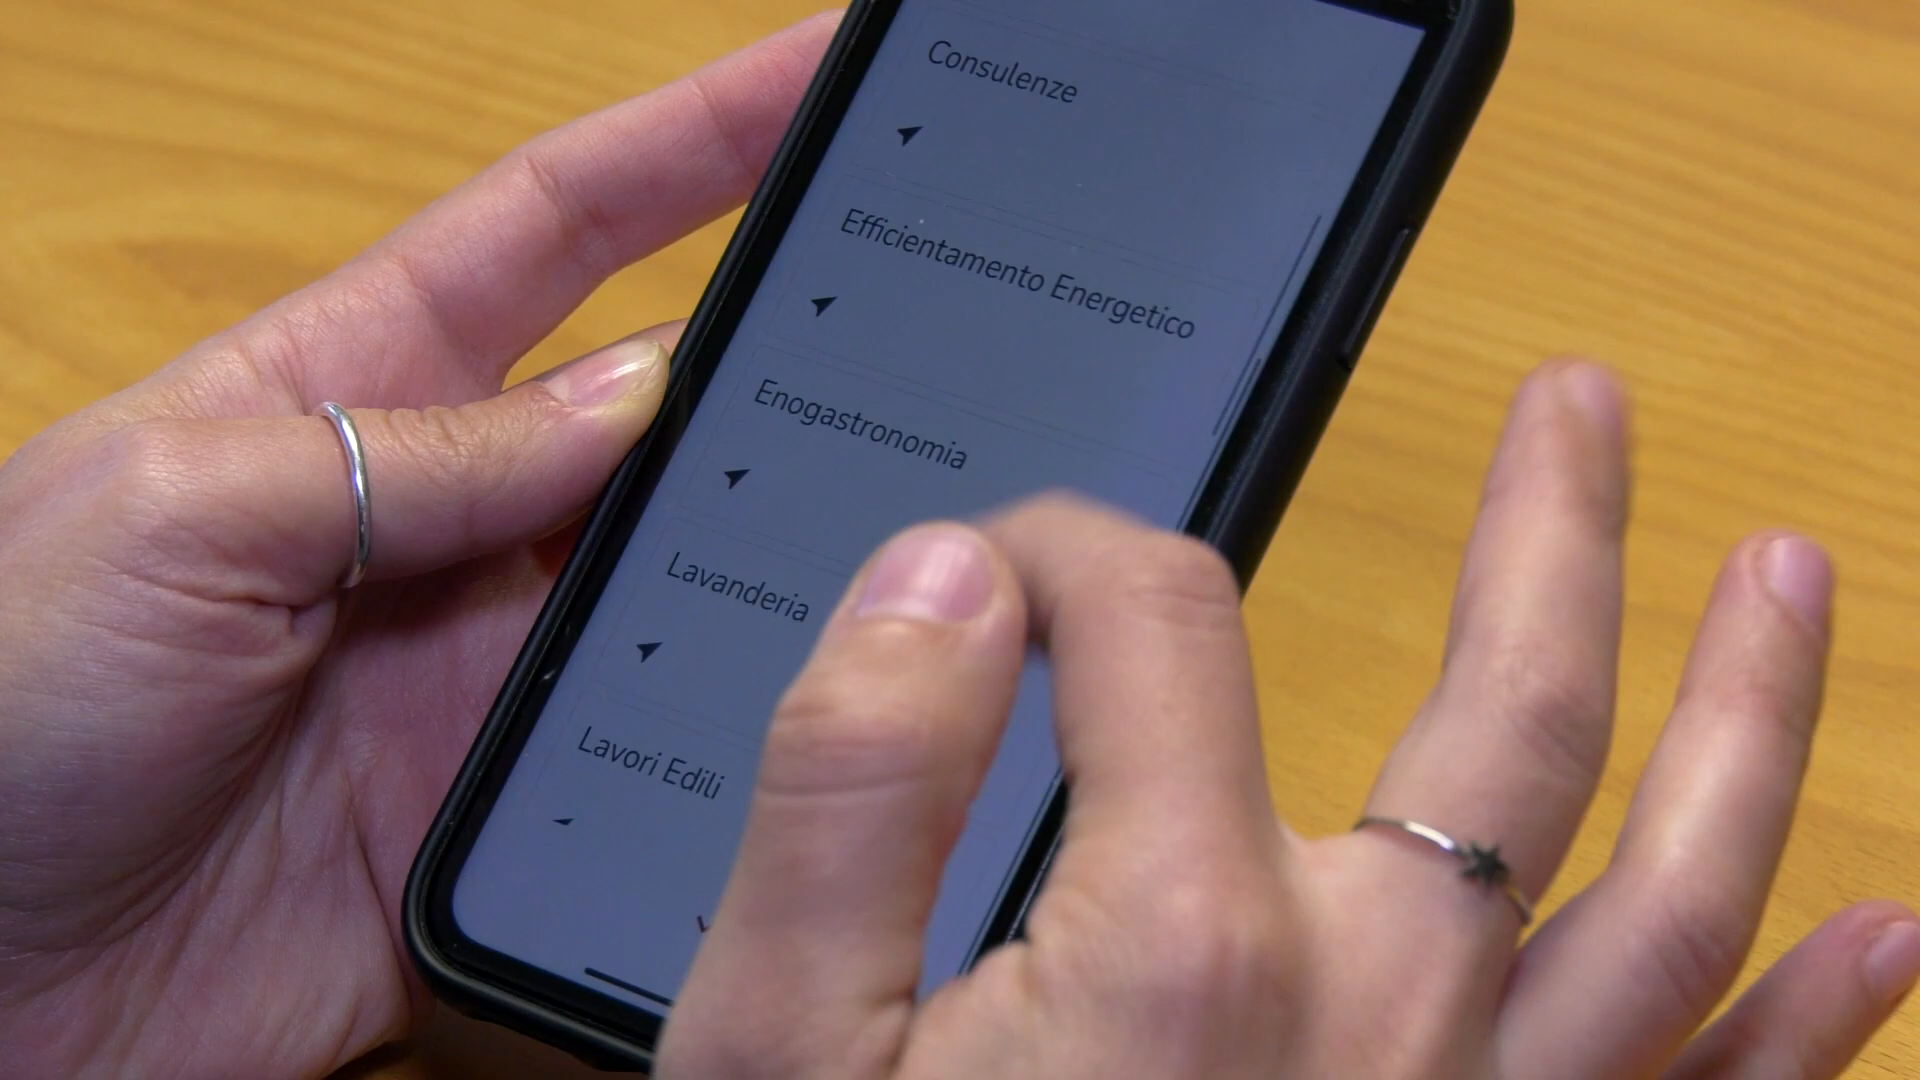 Consulenze
Efficientamento Energetico
Enogastronomia
Lavanderia
Lavori Edili